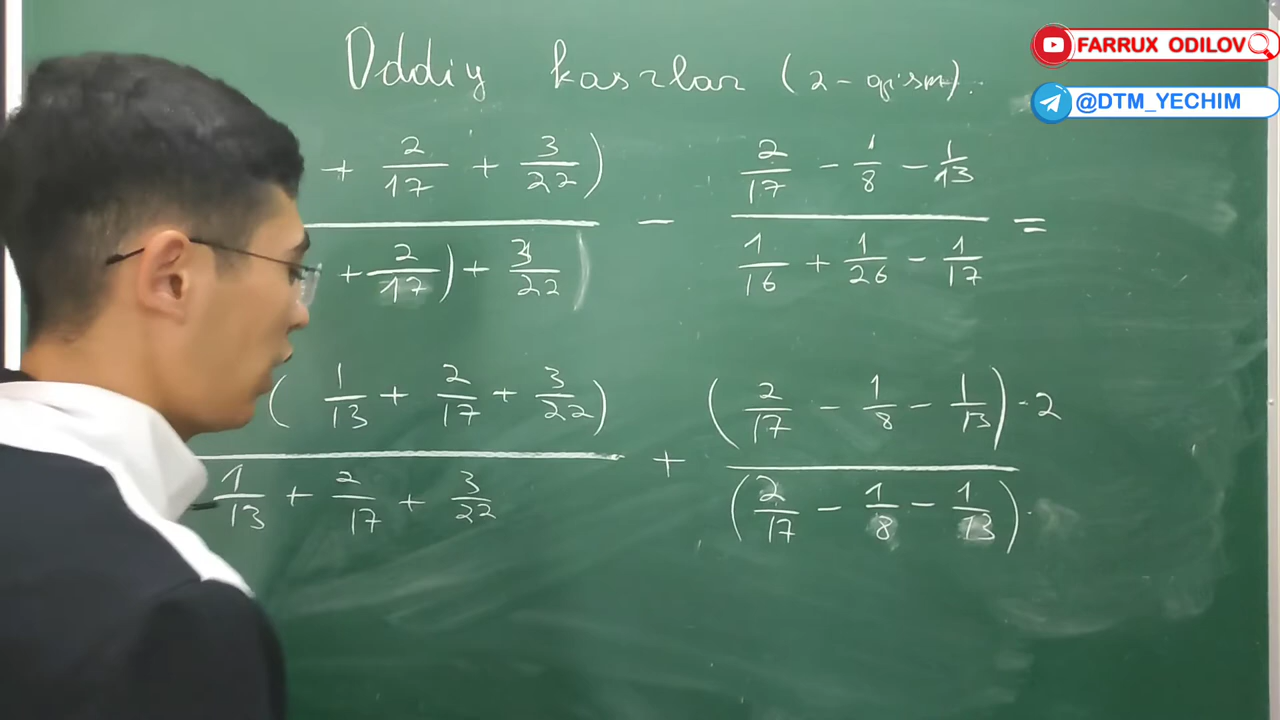 Oddiy kasrlar (2-qism).
FARRUX ODILOV
@DTM_YECHIM
+ 2/17 + 3/22) / + 2/17) + 3/22 ) − (2/17 − 1/8 − 1/13) / (1/16 + 1/26 − 1/17) =
(1/13 + 2/17 + 3/22) / 1/13 + 2/17 + 3/22 + (2/17 − 1/8 − 1/13)·2 / (2/17 − 1/8 − 1/13)·